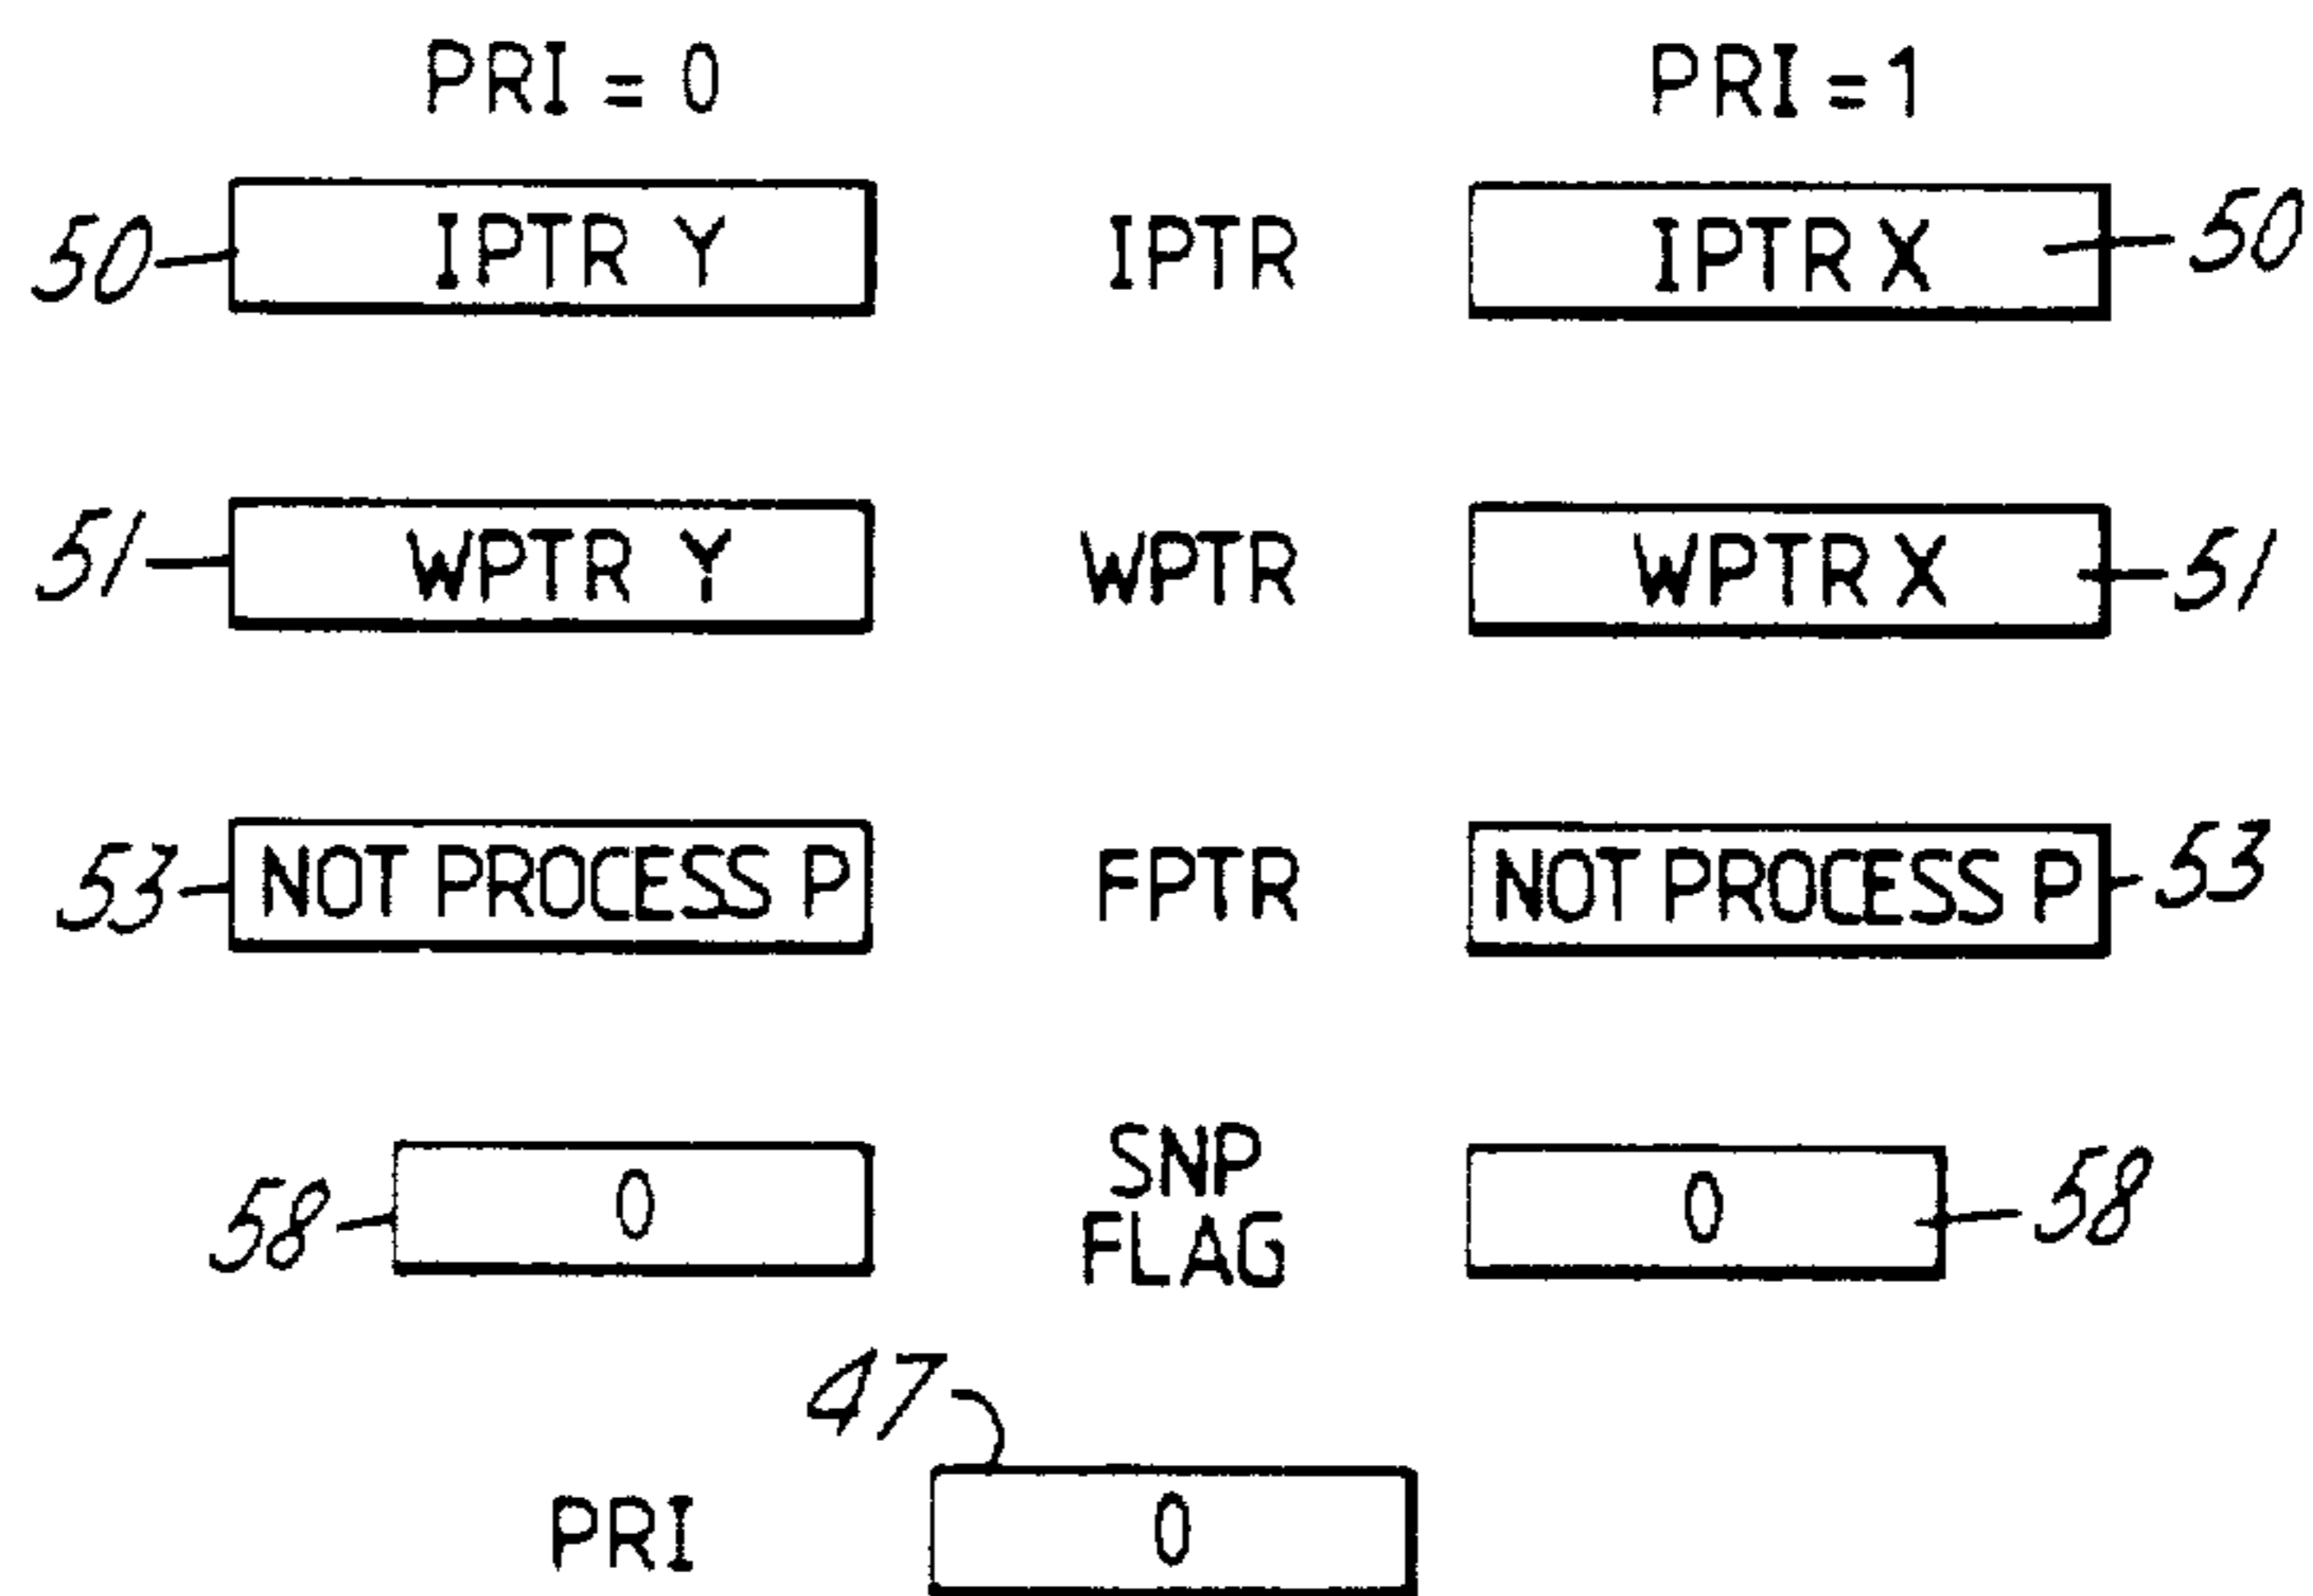 PRI = 0 PRI = 1
50 IPTR Y IPTR IPTR X 50
51 WPTR Y WPTR WPTR X 51
53 NOT PROCESS P FPTR NOT PROCESS P 53
58 0 SNP FLAG 0 58
47
PRI 0